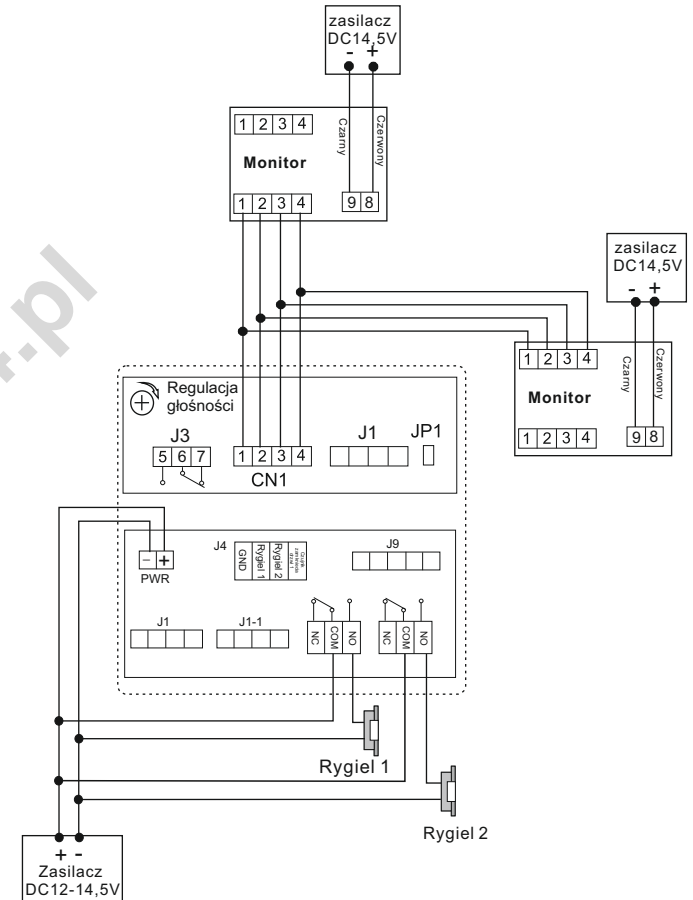 zasilacz
DC14,5V
- +
1 2 3 4
Czarny
Czerwony
Monitor
1 2 3 4
9 8
zasilacz
DC14,5V
- +
1 2 3 4
Czarny
Czerwony
Monitor
1 2 3 4
9 8
r.pl
Regulacja
głośności
J3
5 6 7
1 2 3 4
CN1
J1
JP1
- +
PWR
J4
GND
Rygiel 1
Rygiel 2
J9
J1
J1-1
NC
COM
NO
NC
COM
NO
Rygiel 1
Rygiel 2
+ -
Zasilacz
DC12-14,5V